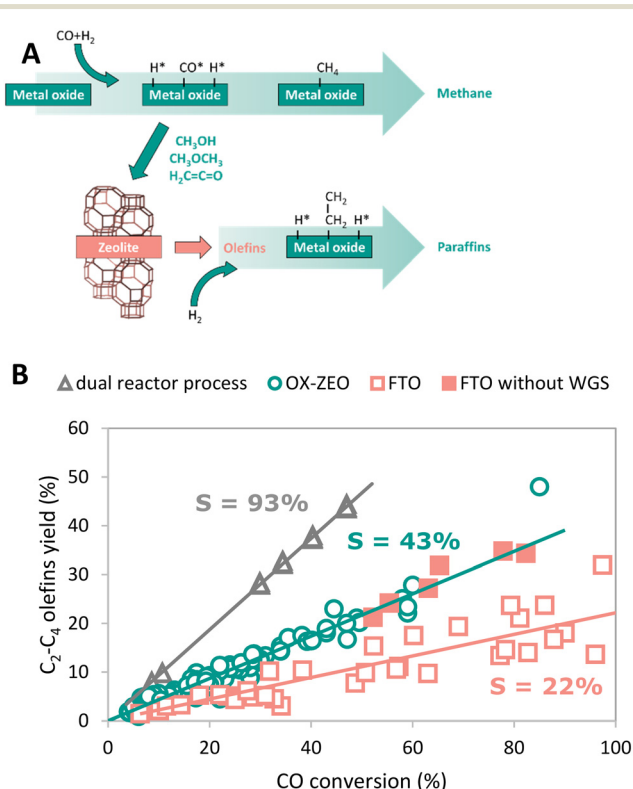 A
CO+H₂
H* CO* H*
CH₄
Metal oxide Metal oxide Metal oxide Methane
CH₃OH
CH₃OCH₃
H₂C=C=O
CH₂
H* CH₂ H*
Zeolite Olefins Metal oxide Paraffins
H₂
B
dual reactor process OX-ZEO FTO FTO without WGS
60
50
40
30
20
10
0
C₂-C₄ olefins yield (%)
S = 93%
S = 43%
S = 22%
0 20 40 60 80 100
CO conversion (%)